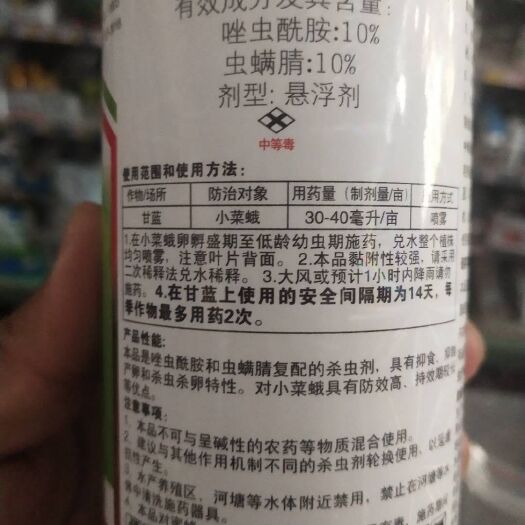 有效成分及其含量:
唑虫酰胺:10%
虫螨腈:10%
剂型: 悬浮剂
中等毒
使用范围和使用方法:
作物/场所 防治对象 用药量(制剂量/亩) 施用方式
甘蓝 小菜蛾 30-40毫升/亩 喷雾
1.在小菜蛾卵孵盛期至低龄幼虫期施药,兑水整个植株
均匀喷雾,注意叶片背面。2.本品黏附性较强,请采用
二次稀释法兑水稀释。3.大风或预计1小时内降雨请勿
施药。4.在甘蓝上使用的安全间隔期为14天,每
季作物最多用药2次。
产品性能:
本品是唑虫酰胺和虫螨腈复配的杀虫剂,具有抑食、抑制
产卵和杀虫杀卵特性。对小菜蛾具有防效高、持效期较长
等优点。
注意事项:
1、本品不可与呈碱性的农药等物质混合使用。
2、建议与其他作用机制不同的杀虫剂轮换使用,以延缓
抗性产生。
3、水产养殖区、河塘等水体附近禁用,禁止在河塘等水
体中清洗施药器具。